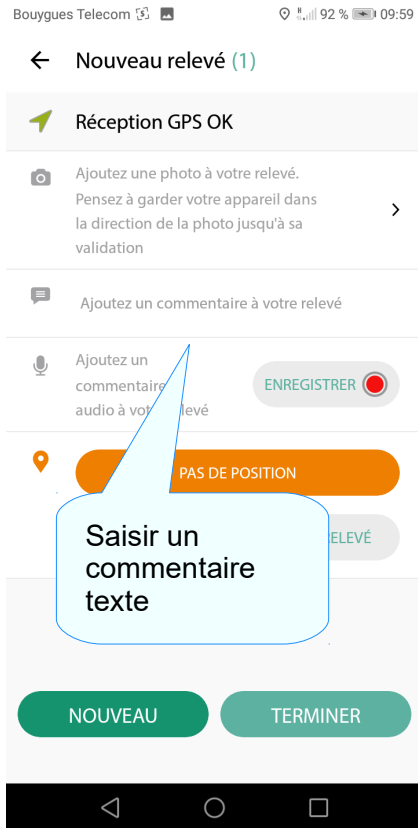 Bouygues Telecom 92 % 09:59
Nouveau relevé (1)
Réception GPS OK
Ajoutez une photo à votre relevé.
Pensez à garder votre appareil dans
la direction de la photo jusqu'à sa
validation
Ajoutez un commentaire à votre relevé
Ajoutez un
commentaire
audio à votre relevé
ENREGISTRER
PAS DE POSITION
Saisir un
commentaire
texte
NOUVEAU
TERMINER